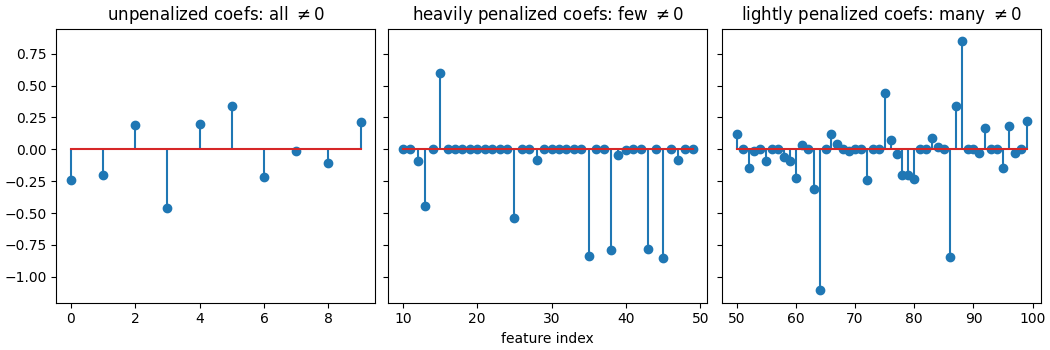 unpenalized coefs: all ≠0
heavily penalized coefs: few ≠0
lightly penalized coefs: many ≠0
0.75
0.50
0.25
0.00
−0.25
−0.50
−0.75
−1.00
0 2 4 6 8
10 20 30 40 50
50 60 70 80 90 100
feature index